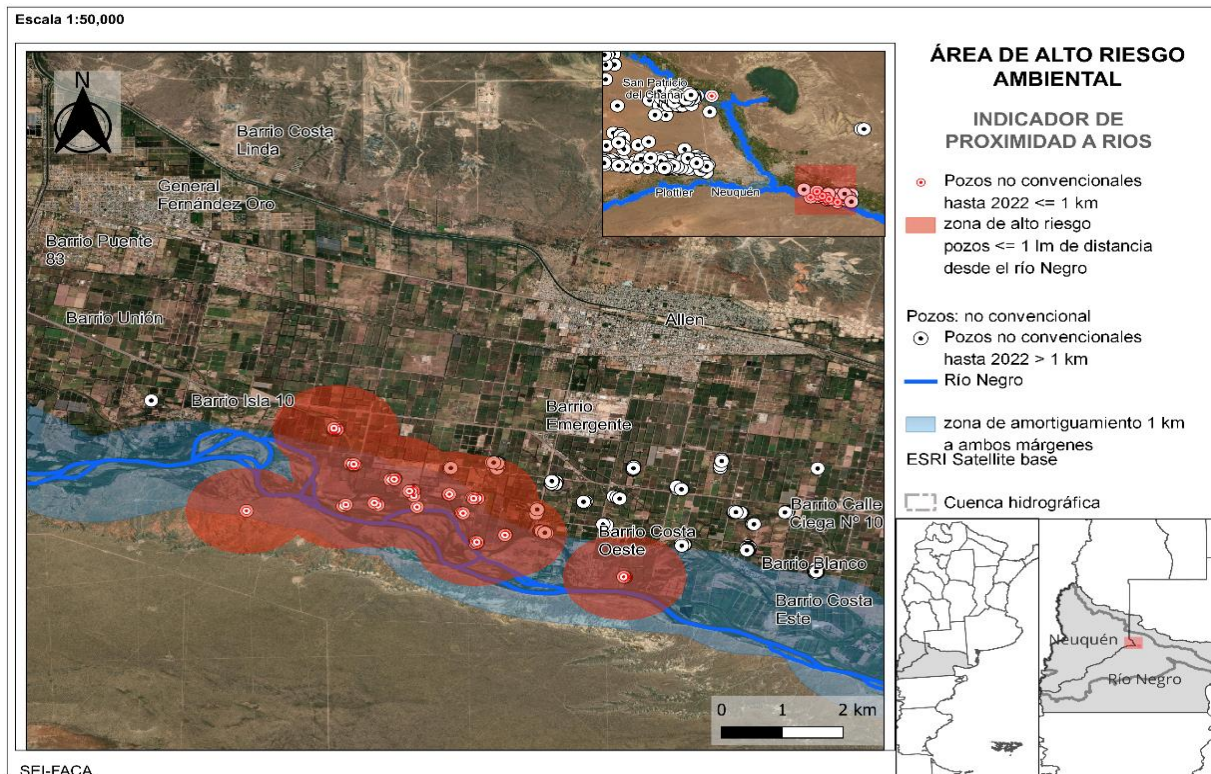 Escala 1:50,000
N
Barrio Costa
Linda
General
Fernández Oro
Barrio Puente
83
Barrio Unión
Allen
Barrio Isla 10
Barrio
Emergente
Barrio Calle
Ciega Nº 10
Barrio Costa
Oeste
Barrio Blanco
Barrio Costa
Este
0 1 2 km
San Patricio
del Chañar
Plottier Neuquén
ÁREA DE ALTO RIESGO
AMBIENTAL
INDICADOR DE
PROXIMIDAD A RIOS
Pozos no convencionales
hasta 2022 <= 1 km
zona de alto riesgo
pozos <= 1 lm de distancia
desde el río Negro
Pozos: no convencional
Pozos no convencionales
hasta 2022 > 1 km
Río Negro
zona de amortiguamiento 1 km
a ambos márgenes
ESRI Satellite base
Cuenca hidrográfica
Neuquén
Río Negro
SEI-FACA